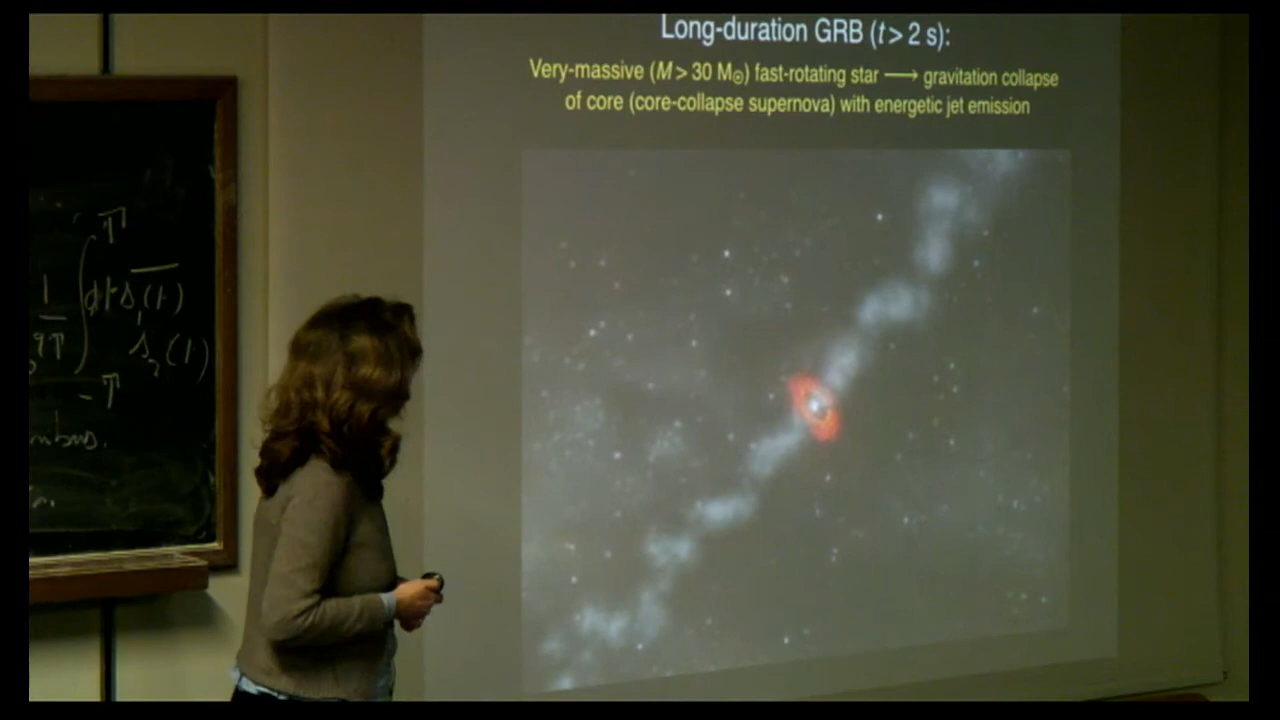 Long-duration GRB (t > 2 s):
Very-massive (M > 30 M⊙) fast-rotating star ⟶ gravitation collapse
of core (core-collapse supernova) with energetic jet emission
π
1
-π